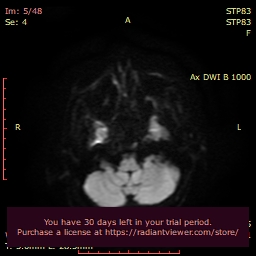 Im: 5/48
Se: 4
A
STP83
STP83
F
Ax DWI B 1000
R
L
You have 30 days left in your trial period.
Purchase a license at https://radiantviewer.com/store/